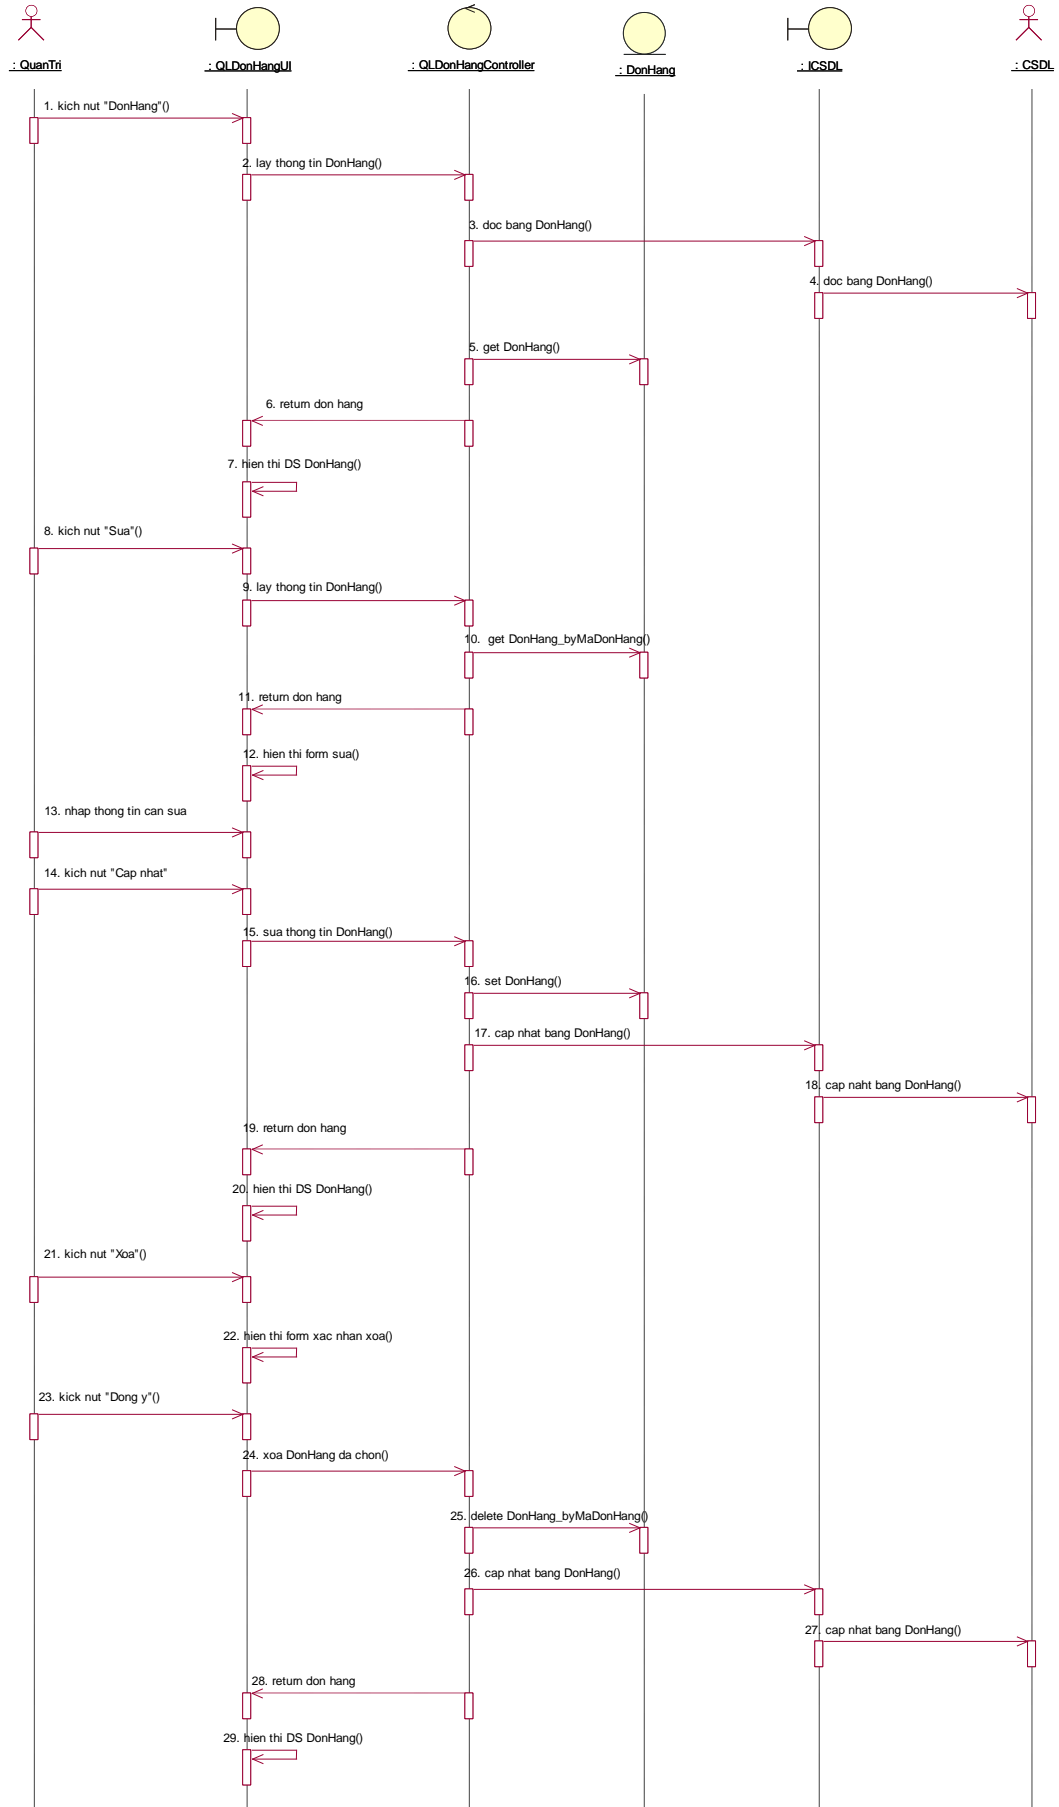 : QuanTri
: QLDonHangUI
: QLDonHangController
: DonHang
: ICSDL
: CSDL
1. kich nut "DonHang"()
2. lay thong tin DonHang()
3. doc bang DonHang()
4. doc bang DonHang()
5. get DonHang()
6. return don hang
7. hien thi DS DonHang()
8. kich nut "Sua"()
9. lay thong tin DonHang()
10. get DonHang_byMaDonHang()
11. return don hang
12. hien thi form sua()
13. nhap thong tin can sua
14. kich nut "Cap nhat"
15. sua thong tin DonHang()
16. set DonHang()
17. cap nhat bang DonHang()
18. cap naht bang DonHang()
19. return don hang
20. hien thi DS DonHang()
21. kich nut "Xoa"()
22. hien thi form xac nhan xoa()
23. kick nut "Dong y"()
24. xoa DonHang da chon()
25. delete DonHang_byMaDonHang()
26. cap nhat bang DonHang()
27. cap nhat bang DonHang()
28. return don hang
29. hien thi DS DonHang()